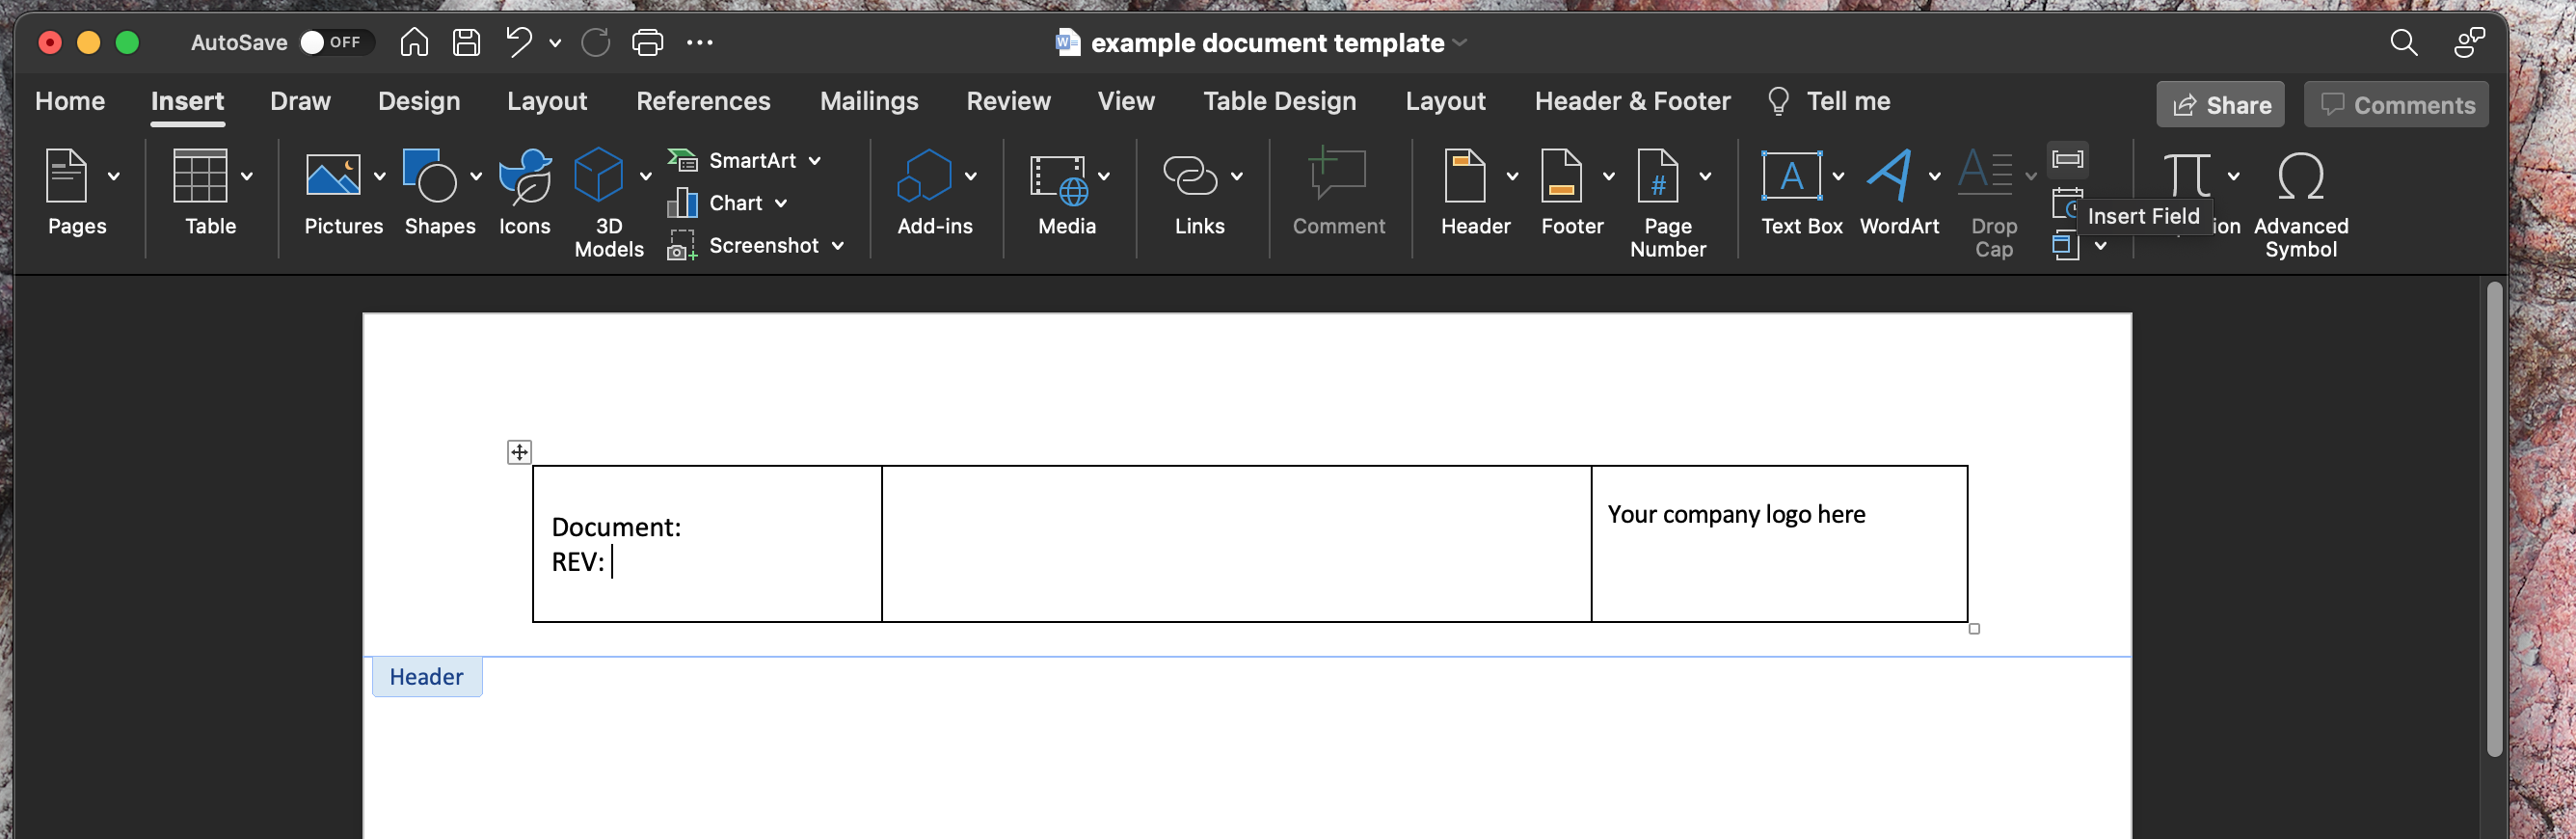 AutoSave OFF
example document template
Home Insert Draw Design Layout References Mailings Review View Table Design Layout Header & Footer Tell me
Share Comments
Pages
Table
Pictures
Shapes
Icons
3D
Models
SmartArt
Chart
Screenshot
Add-ins
Media
Links
Comment
Header
Footer
Page
Number
#
A
Text Box
WordArt
Drop
Cap
Insert Field
π
ion
Ω
Advanced
Symbol
Document:
REV:
Your company logo here
Header